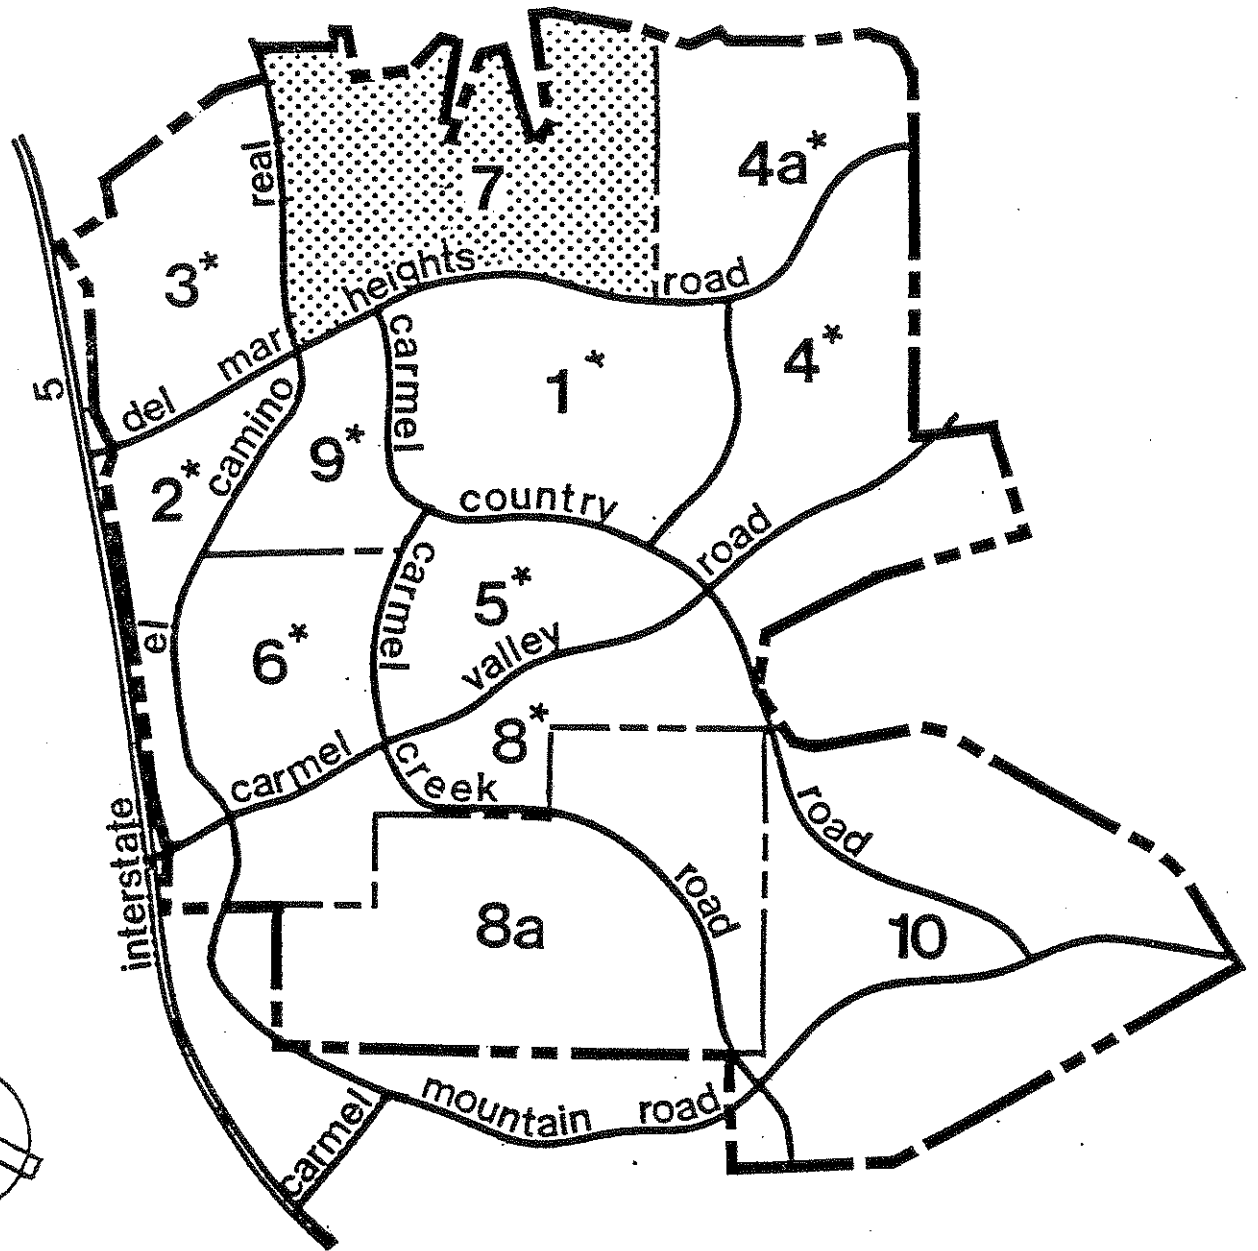 real
7
4a*
3*
del mar heights road
5
carmel
1*
4*
2*
camino
9*
country
road
el
6*
carmel
5*
valley
8*
carmel
creek
road
interstate
road
8a
10
carmel
mountain road